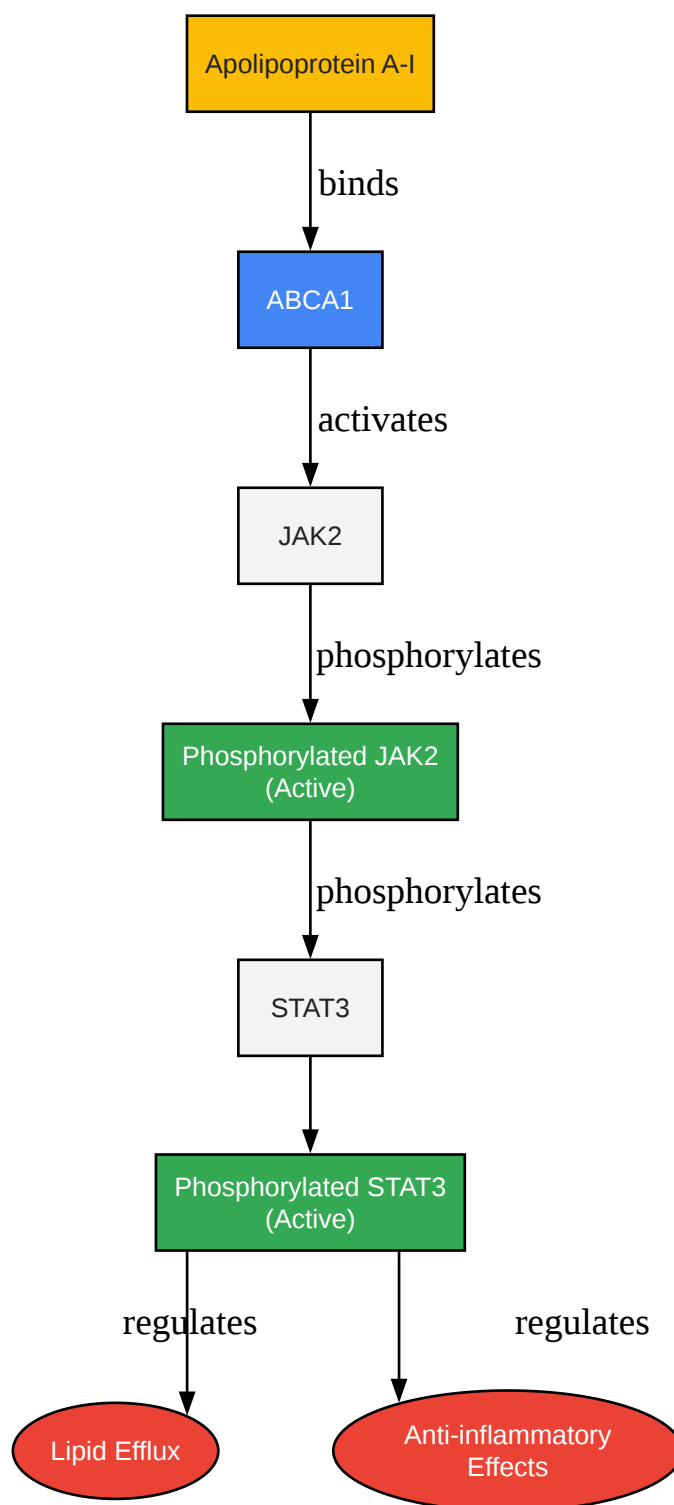 Apolipoprotein A-I
binds
ABCA1
activates
JAK2
phosphorylates
Phosphorylated JAK2
(Active)
phosphorylates
STAT3
Phosphorylated STAT3
(Active)
regulates
regulates
Lipid Efflux
Anti-inflammatory
Effects